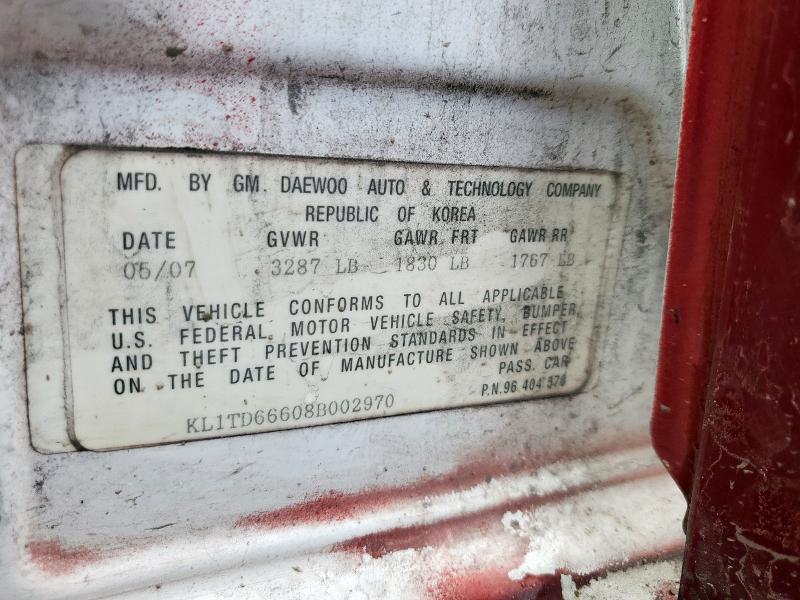 MFD. BY GM DAEWOO AUTO & TECHNOLOGY COMPANY
REPUBLIC OF KOREA
DATE GVWR GAWR FRT GAWR RR
05/07 3287 LB 1830 LB 1767 LB
THIS VEHICLE CONFORMS TO ALL APPLICABLE
U.S. FEDERAL MOTOR VEHICLE SAFETY, BUMPER,
AND THEFT PREVENTION STANDARDS IN EFFECT
ON THE DATE OF MANUFACTURE SHOWN ABOVE
PASS. CAR
KL1TD66608B002970 P.N.96 404 378